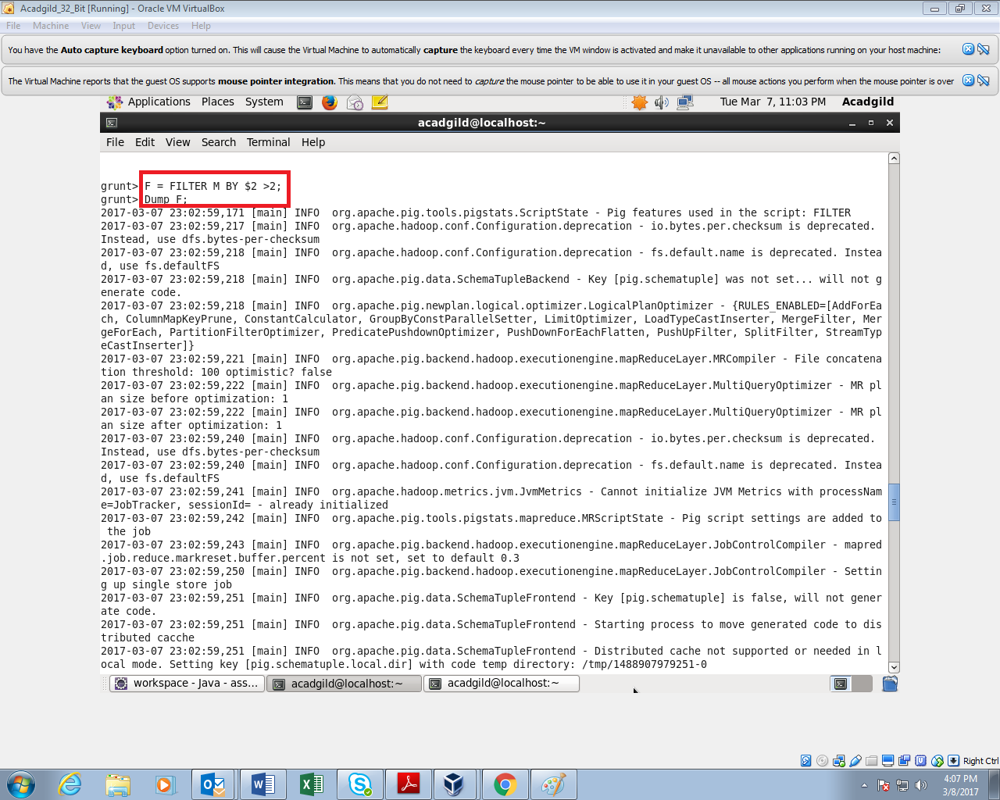 Acadgild_32_Bit [Running] - Oracle VM VirtualBox
File Machine View Input Devices Help
You have the Auto capture keyboard option turned on. This will cause the Virtual Machine to automatically capture the keyboard every time the VM window is activated and make it unavailable to other applications running on your host machine:
The Virtual Machine reports that the guest OS supports mouse pointer integration. This means that you do not need to capture the mouse pointer to be able to use it in your guest OS -- all mouse actions you perform when the mouse pointer is over
Applications Places System Tue Mar 7, 11:03 PM Acadgild
acadgild@localhost:~
File Edit View Search Terminal Help
grunt> F = FILTER M BY $2 >2;
grunt> Dump F;
2017-03-07 23:02:59,171 [main] INFO  org.apache.pig.tools.pigstats.ScriptState - Pig features used in the script: FILTER
2017-03-07 23:02:59,217 [main] INFO  org.apache.hadoop.conf.Configuration.deprecation - io.bytes.per.checksum is deprecated.
Instead, use dfs.bytes-per-checksum
2017-03-07 23:02:59,218 [main] INFO  org.apache.hadoop.conf.Configuration.deprecation - fs.default.name is deprecated. Instea
d, use fs.defaultFS
2017-03-07 23:02:59,218 [main] INFO  org.apache.pig.data.SchemaTupleBackend - Key [pig.schematuple] was not set... will not g
enerate code.
2017-03-07 23:02:59,218 [main] INFO  org.apache.pig.newplan.logical.optimizer.LogicalPlanOptimizer - {RULES_ENABLED=[AddForEa
ch, ColumnMapKeyPrune, ConstantCalculator, GroupByConstParallelSetter, LimitOptimizer, LoadTypeCastInserter, MergeFilter, Mer
geForEach, PartitionFilterOptimizer, PredicatePushdownOptimizer, PushDownForEachFlatten, PushUpFilter, SplitFilter, StreamTyp
eCastInserter]}
2017-03-07 23:02:59,221 [main] INFO  org.apache.pig.backend.hadoop.executionengine.mapReduceLayer.MRCompiler - File concatena
tion threshold: 100 optimistic? false
2017-03-07 23:02:59,222 [main] INFO  org.apache.pig.backend.hadoop.executionengine.mapReduceLayer.MultiQueryOptimizer - MR pl
an size before optimization: 1
2017-03-07 23:02:59,222 [main] INFO  org.apache.pig.backend.hadoop.executionengine.mapReduceLayer.MultiQueryOptimizer - MR pl
an size after optimization: 1
2017-03-07 23:02:59,240 [main] INFO  org.apache.hadoop.conf.Configuration.deprecation - io.bytes.per.checksum is deprecated.
Instead, use dfs.bytes-per-checksum
2017-03-07 23:02:59,240 [main] INFO  org.apache.hadoop.conf.Configuration.deprecation - fs.default.name is deprecated. Instea
d, use fs.defaultFS
2017-03-07 23:02:59,241 [main] INFO  org.apache.hadoop.metrics.jvm.JvmMetrics - Cannot initialize JVM Metrics with processNam
e=JobTracker, sessionId= - already initialized
2017-03-07 23:02:59,242 [main] INFO  org.apache.pig.tools.pigstats.mapreduce.MRScriptState - Pig script settings are added to
 the job
2017-03-07 23:02:59,243 [main] INFO  org.apache.pig.backend.hadoop.executionengine.mapReduceLayer.JobControlCompiler - mapred
.job.reduce.markreset.buffer.percent is not set, set to default 0.3
2017-03-07 23:02:59,250 [main] INFO  org.apache.pig.backend.hadoop.executionengine.mapReduceLayer.JobControlCompiler - Settin
g up single store job
2017-03-07 23:02:59,251 [main] INFO  org.apache.pig.data.SchemaTupleFrontend - Key [pig.schematuple] is false, will not gener
ate code.
2017-03-07 23:02:59,251 [main] INFO  org.apache.pig.data.SchemaTupleFrontend - Starting process to move generated code to dis
tributed cacche
2017-03-07 23:02:59,251 [main] INFO  org.apache.pig.data.SchemaTupleFrontend - Distributed cache not supported or needed in l
ocal mode. Setting key [pig.schematuple.local.dir] with code temp directory: /tmp/1488907979251-0
workspace - Java - ass... acadgild@localhost:~ acadgild@localhost:~
Right Ctrl
4:07 PM
3/8/2017